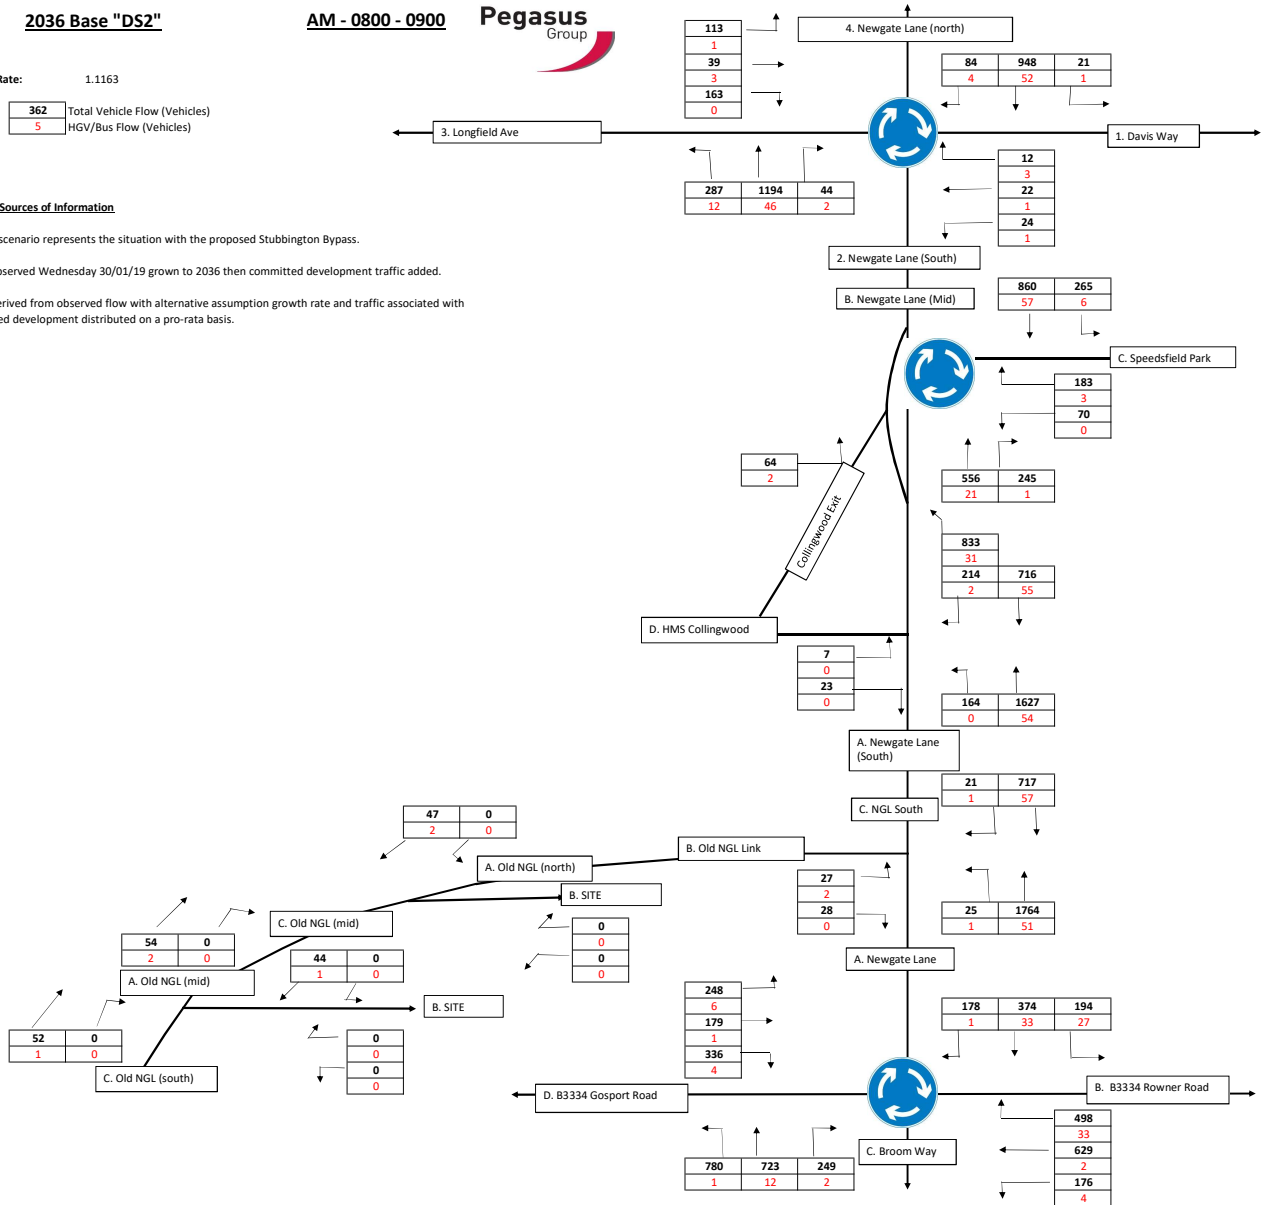 2036 Base "DS2"
AM - 0800 - 0900
Pegasus
Group
Rate: 1.1163
362 Total Vehicle Flow (Vehicles)
5 HGV/Bus Flow (Vehicles)
Sources of Information
scenario represents the situation with the proposed Stubbington Bypass.
observed Wednesday 30/01/19 grown to 2036 then committed development traffic added.
derived from observed flow with alternative assumption growth rate and traffic associated with
ed development distributed on a pro-rata basis.
113
1
39
3
163
0
4. Newgate Lane (north)
84 948 21
4 52 1
3. Longfield Ave
1. Davis Way
287 1194 44
12 46 2
12
3
22
1
24
1
2. Newgate Lane (South)
B. Newgate Lane (Mid)
860 265
57 6
C. Speedsfield Park
183
3
70
0
64
2
556 245
21 1
Collingwood Exit
833
31
214 716
2 55
D. HMS Collingwood
7
0
23
0
164 1627
0 54
A. Newgate Lane
(South)
21 717
1 57
C. NGL South
47 0
2 0
B. Old NGL Link
A. Old NGL (north)
B. SITE
27
2
28
0
25 1764
1 51
C. Old NGL (mid)
0
0
0
0
54 0
2 0
44 0
1 0
A. Newgate Lane
A. Old NGL (mid)
B. SITE
248
6
179
1
336
4
178 374 194
1 33 27
52 0
1 0
0
0
0
0
C. Old NGL (south)
D. B3334 Gosport Road
B. B3334 Rowner Road
498
33
629
2
176
4
C. Broom Way
780 723 249
1 12 2